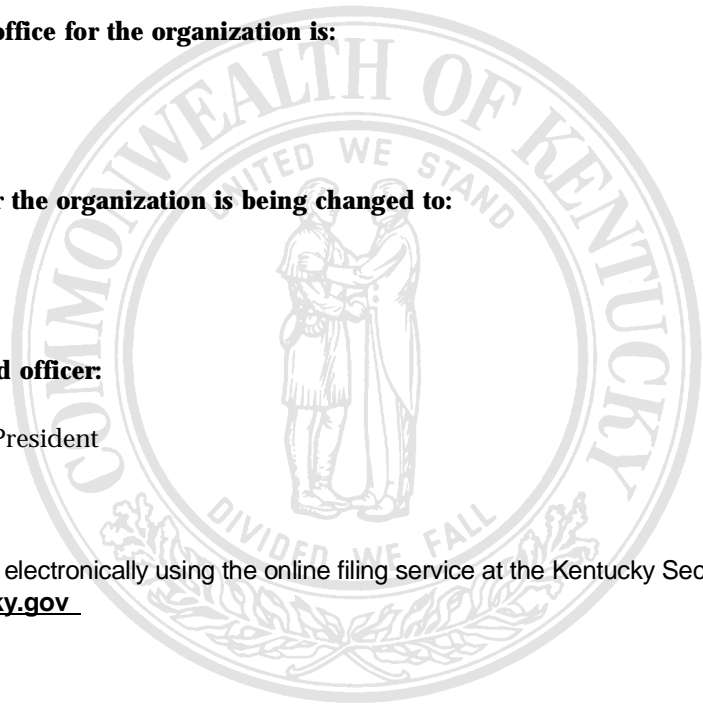 office for the organization is:
COMMONWEALTH OF KENTUCKY
UNITED WE STAND
the organization is being changed to:
officer:
President
DIVIDED WE FALL
electronically using the online filing service at the Kentucky Sec
ky.gov